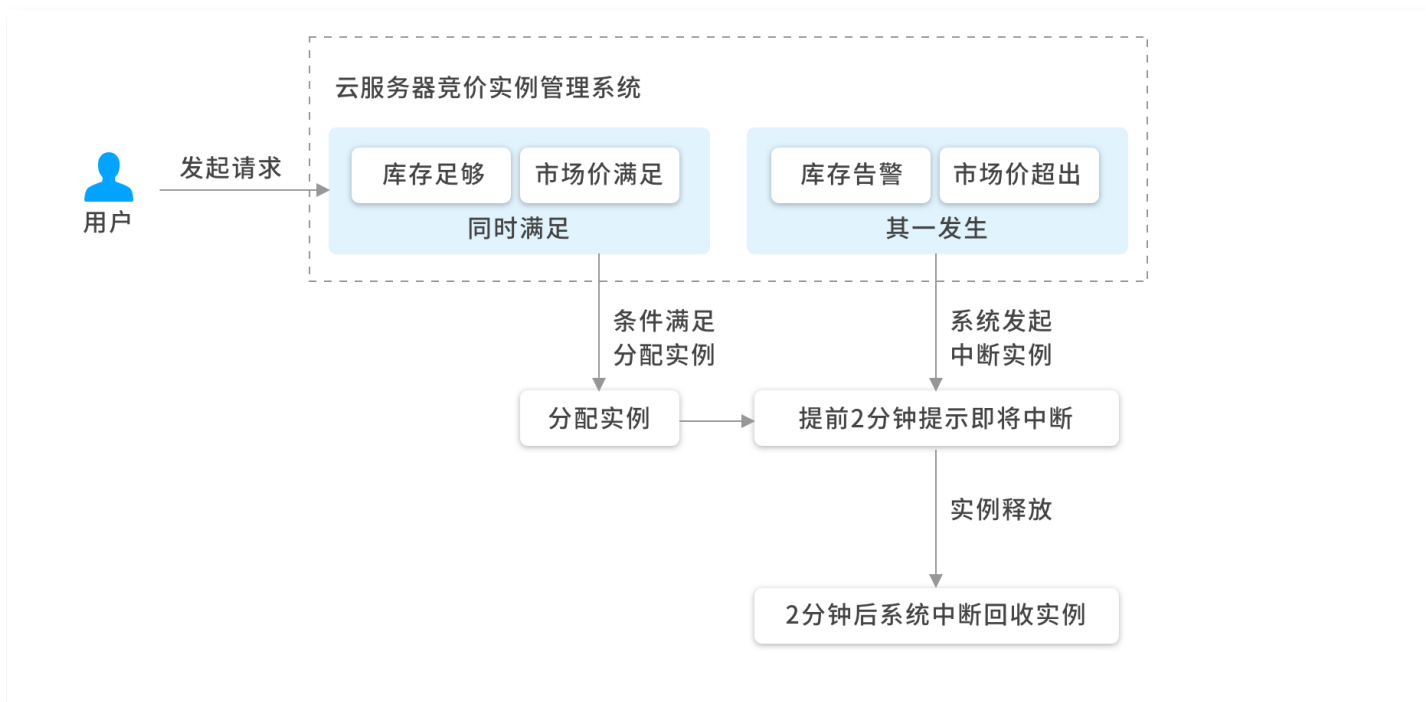 云服务器竞价实例管理系统
发起请求
用户
库存足够
市场价满足
同时满足
库存告警
市场价超出
其一发生
条件满足
分配实例
系统发起
中断实例
分配实例
提前2分钟提示即将中断
实例释放
2分钟后系统中断回收实例